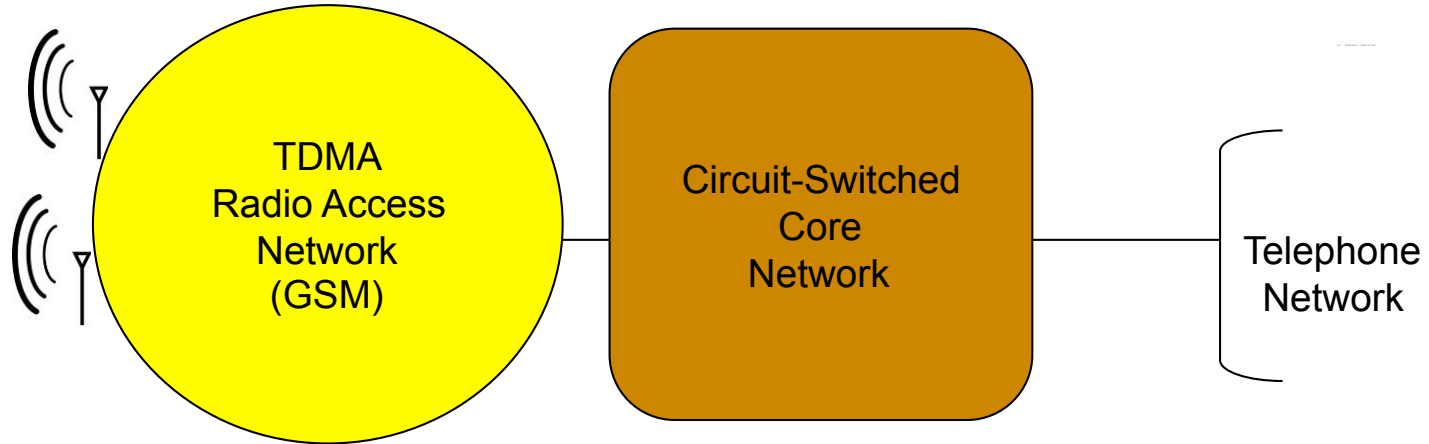 TDMA
Radio Access
Network
(GSM)
Circuit-Switched
Core
Network
Telephone
Network